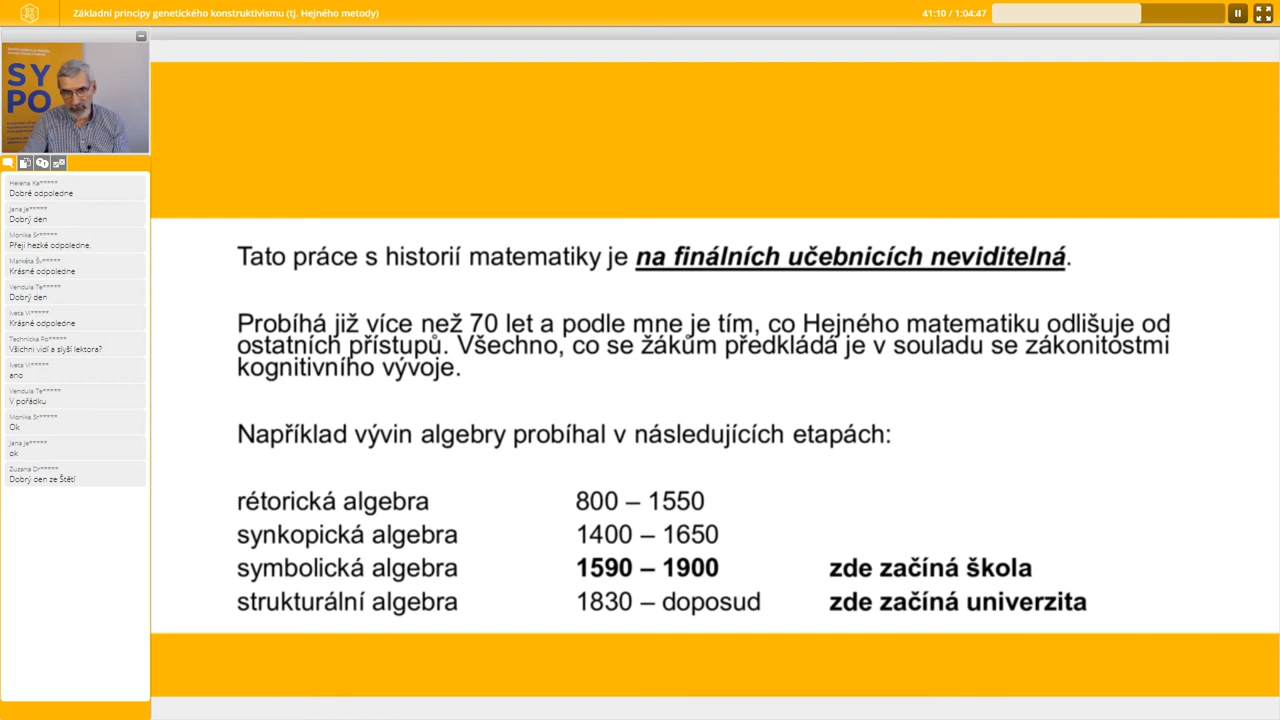 Základní principy genetického konstruktivismu (tj. Hejného metody)
41:10 / 1:04:47
SY
PO
SY
PO
Helena Ka*****
Dobré odpoledne
Jana Je*****
Dobrý den
Monika Sr*****
Přeji hezké odpoledne.
Markéta Šv*****
Krásné odpoledne
Vendula Te*****
Dobrý den
Iveta Vi*****
Krásné odpoledne
Technicka Po*****
Všichni vidí a slyší lektora?
Iveta Vi*****
ano
Vendula Te*****
V pořádku
Monika Sr*****
Ok
Jana Je*****
ok
Zuzana Dr*****
Dobrý den ze Štětí
Tato práce s historií matematiky je na finálních učebnicích neviditelná.
Probíhá již více než 70 let a podle mne je tím, co Hejného matematiku odlišuje od
ostatních přístupů. Všechno, co se žákům předkládá je v souladu se zákonitostmi
kognitivního vývoje.
Například vývin algebry probíhal v následujících etapách:
rétorická algebra 800 – 1550
synkopická algebra 1400 – 1650
symbolická algebra 1590 – 1900 zde začíná škola
strukturální algebra 1830 – doposud zde začíná univerzita